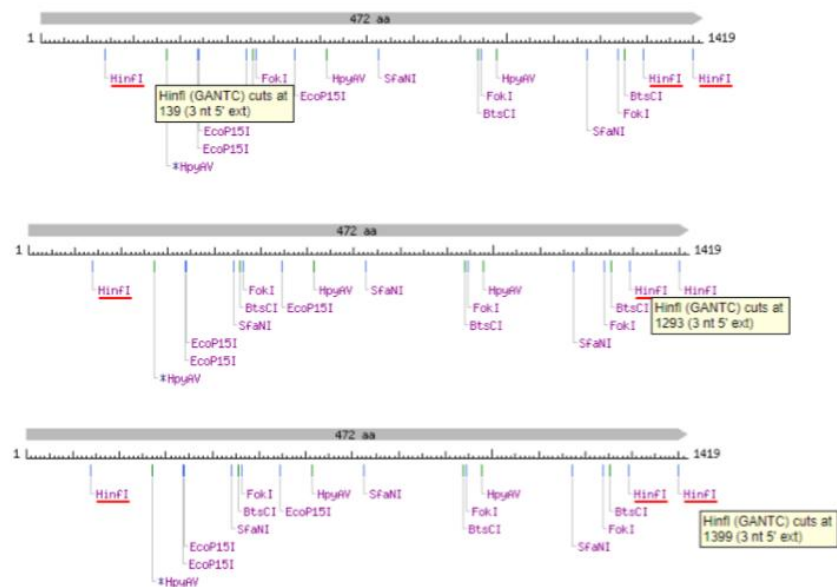 472 aa
1 1419
HinfI FokI HpyAV SfaNI HpyAV HinfI HinfI
HinfI (GANTC) cuts at
139 (3 nt 5' ext)
EcoP15I FokI BtsCI
BtsCI FokI
EcoP15I SfaNI
EcoP15I
*HpyAV
472 aa
1 1419
HinfI FokI HpyAV SfaNI HpyAV HinfI HinfI
BtsCI EcoP15I FokI BtsCI
HinfI (GANTC) cuts at
1293 (3 nt 5' ext)
SfaNI BtsCI FokI
EcoP15I SfaNI
EcoP15I
*HpyAV
472 aa
1 1419
HinfI FokI HpyAV SfaNI HpyAV HinfI HinfI
BtsCI EcoP15I FokI BtsCI
HinfI (GANTC) cuts at
1399 (3 nt 5' ext)
SfaNI BtsCI FokI
EcoP15I SfaNI
EcoP15I
*HpyAV